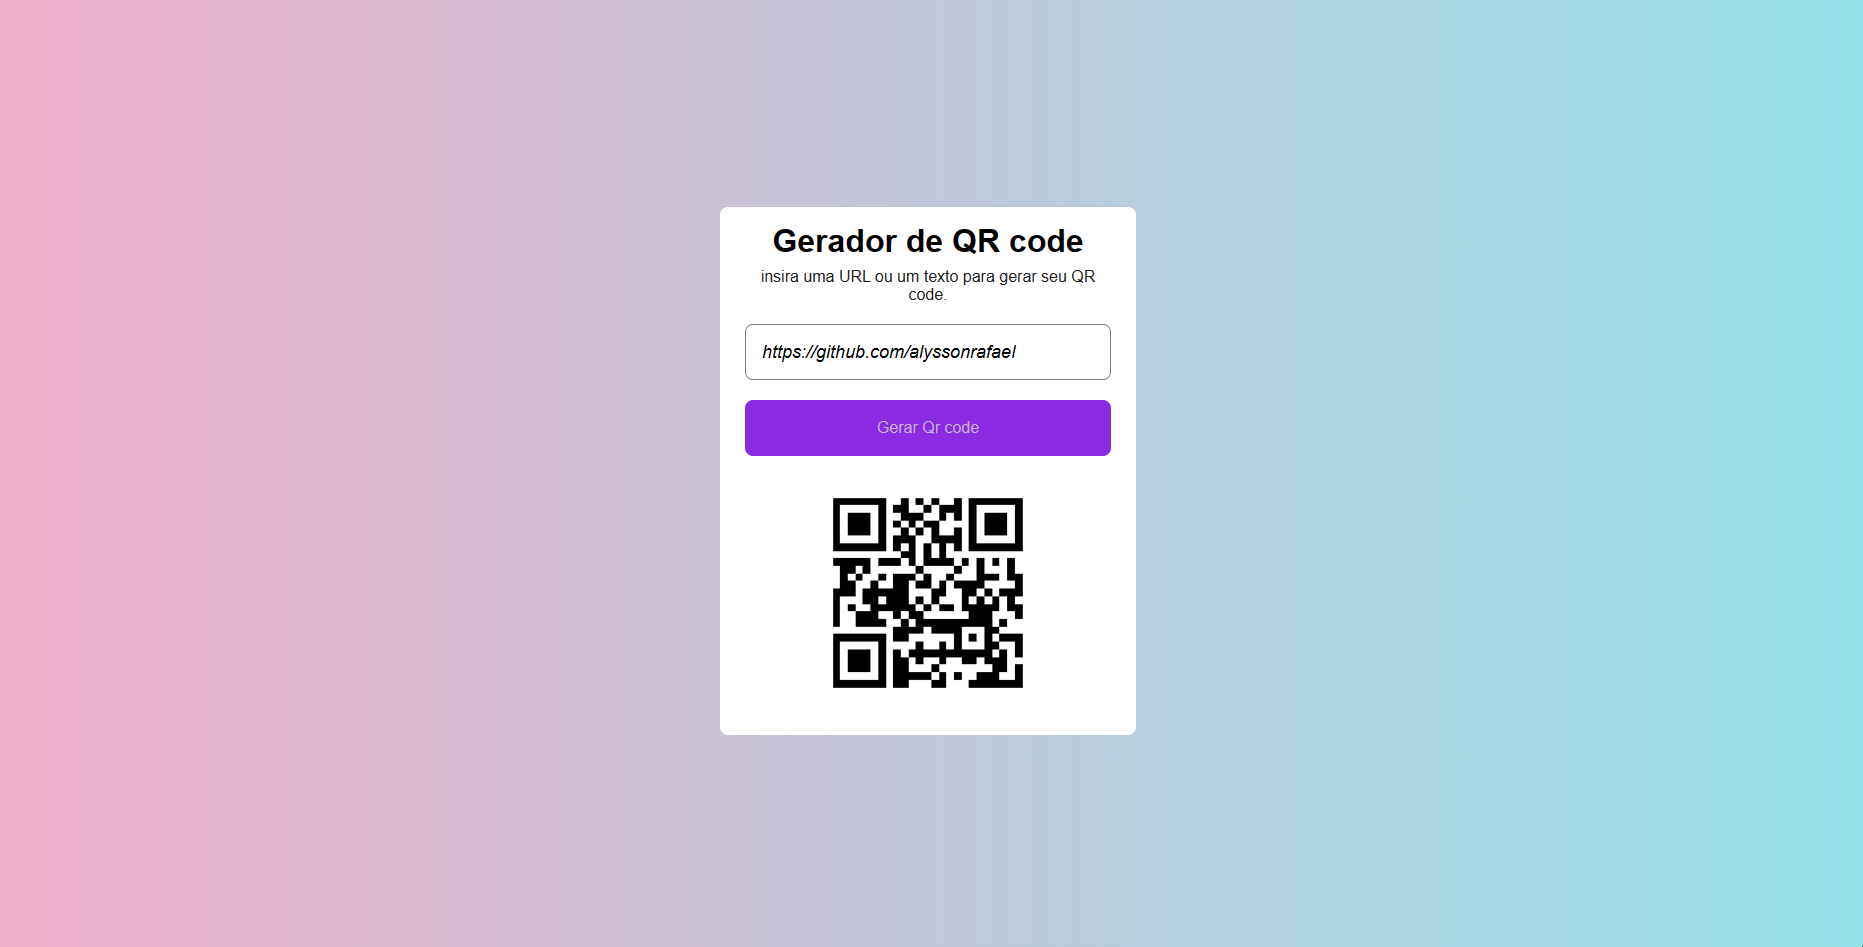 Gerador de QR code
insira uma URL ou um texto para gerar seu QR
code.
https://github.com/alyssonrafael
Gerar Qr code